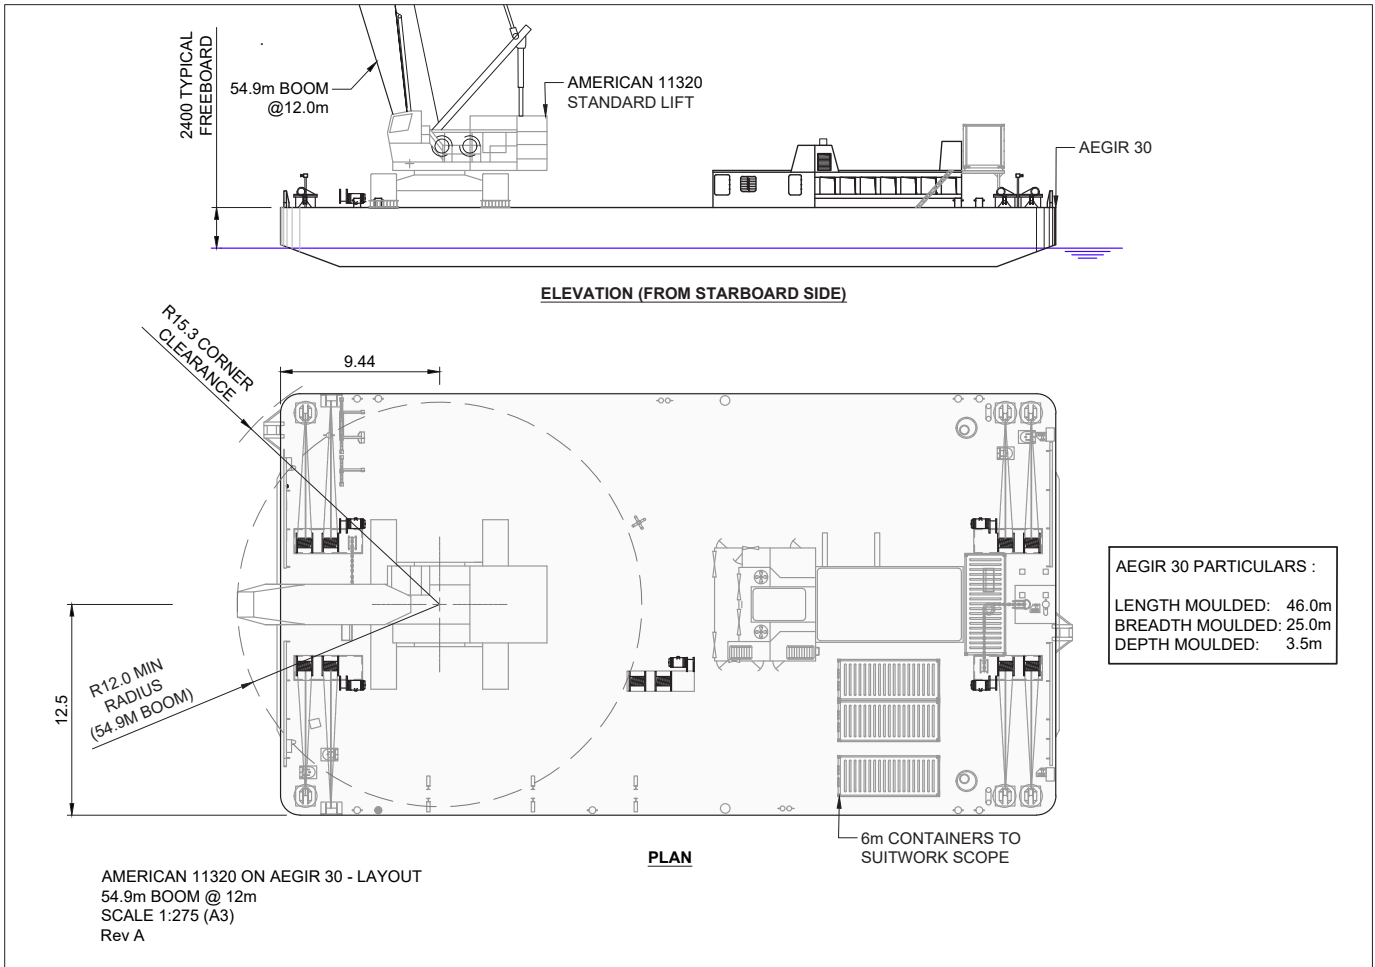 2400 TYPICAL
FREEBOARD
54.9m BOOM
@12.0m
AMERICAN 11320
STANDARD LIFT
AEGIR 30
ELEVATION (FROM STARBOARD SIDE)
R15.3 CORNER
CLEARANCE
9.44
12.5
R12.0 MIN
RADIUS
(54.9M BOOM)
AEGIR 30 PARTICULARS :
LENGTH MOULDED: 46.0m
BREADTH MOULDED: 25.0m
DEPTH MOULDED: 3.5m
6m CONTAINERS TO
SUITWORK SCOPE
PLAN
AMERICAN 11320 ON AEGIR 30 - LAYOUT
54.9m BOOM @ 12m
SCALE 1:275 (A3)
Rev A